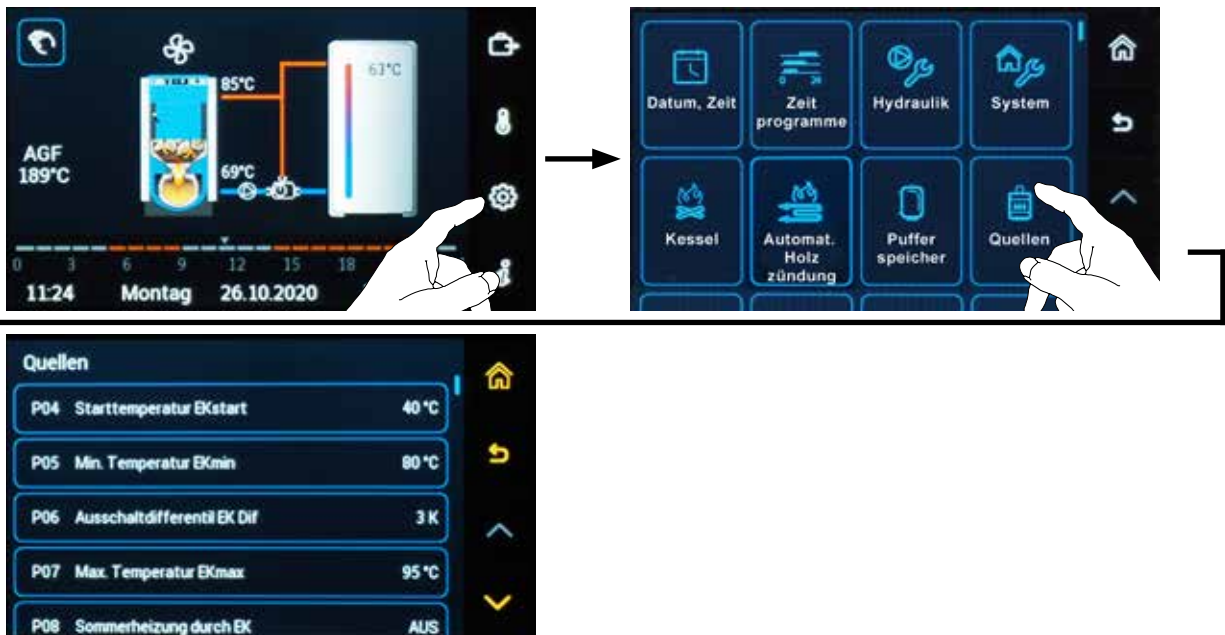 63°C
85°C
AGF
189°C
69°C
0 3 6 9 12 15 18
11:24 Montag 26.10.2020
Datum, Zeit
Zeit
programme
Hydraulik
System
Kessel
Automat.
Holz
zündung
Puffer
speicher
Quellen
Quellen
P04 Starttemperatur EKstart 40 °C
P05 Min. Temperatur EKmin 80 °C
P06 Ausschaltdifferentil EK Dif 3 K
P07 Max. Temperatur EKmax 95 °C
P08 Sommerheizung durch EK AUS